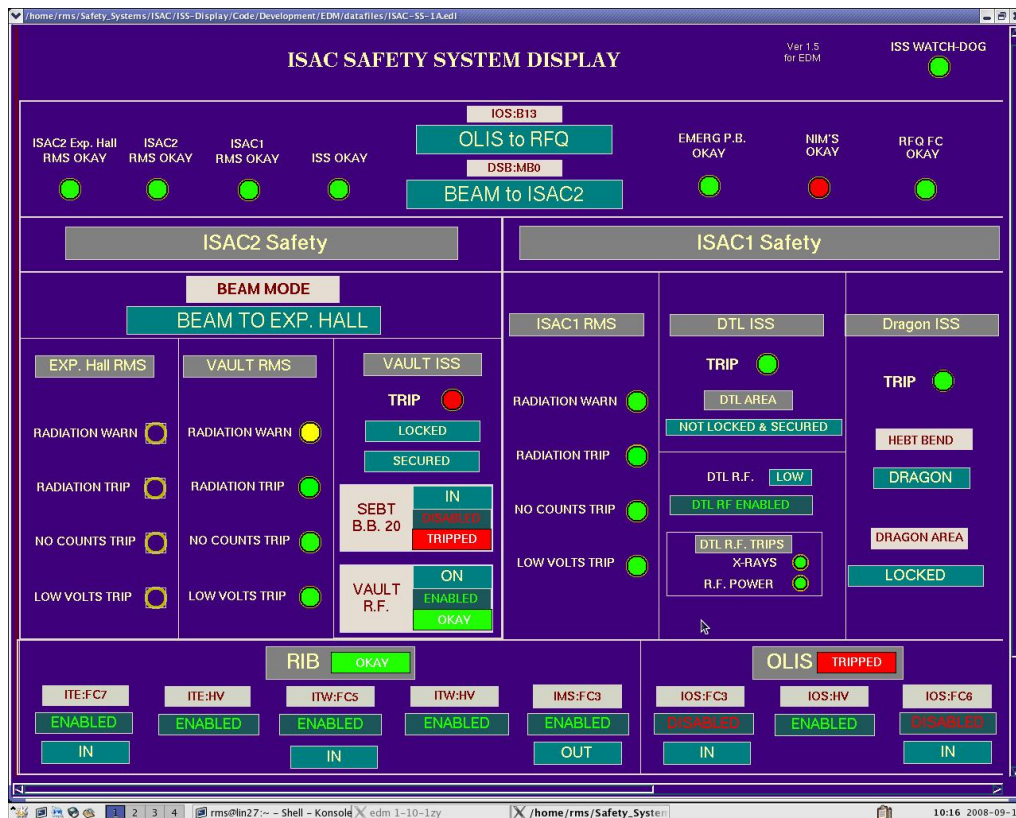 /home/rms/Safety_Systems/ISAC/ISS-Display/Code/Development/EDM/datafiles/ISAC-SS-1A.edl
ISAC SAFETY SYSTEM DISPLAY
Ver 1.5
for EDM
ISS WATCH-DOG
ISAC2 Exp. Hall
RMS OKAY
ISAC2
RMS OKAY
ISAC1
RMS OKAY
ISS OKAY
IOS:B13
OLIS to RFQ
DSB:MB0
BEAM to ISAC2
EMERG P.B.
OKAY
NIM'S
OKAY
RFQ FC
OKAY
ISAC2 Safety
ISAC1 Safety
BEAM MODE
BEAM TO EXP. HALL
EXP. Hall RMS
RADIATION WARN
RADIATION TRIP
NO COUNTS TRIP
LOW VOLTS TRIP
VAULT RMS
RADIATION WARN
RADIATION TRIP
NO COUNTS TRIP
LOW VOLTS TRIP
VAULT ISS
TRIP
LOCKED
SECURED
SEBT
B.B. 20
IN
DISABLED
TRIPPED
VAULT
R.F.
ON
ENABLED
OKAY
ISAC1 RMS
RADIATION WARN
RADIATION TRIP
NO COUNTS TRIP
LOW VOLTS TRIP
DTL ISS
TRIP
DTL AREA
NOT LOCKED & SECURED
DTL R.F. LOW
DTL RF ENABLED
DTL R.F. TRIPS
X-RAYS
R.F. POWER
Dragon ISS
TRIP
HEBT BEND
DRAGON
DRAGON AREA
LOCKED
RIB OKAY
ITE:FC7
ENABLED
IN
ITE:HV
ENABLED
ITW:FC5
ENABLED
IN
ITW:HV
ENABLED
IMS:FC3
ENABLED
OUT
OLIS TRIPPED
IOS:FC3
DISABLED
IN
IOS:HV
ENABLED
IOS:FC6
DISABLED
IN
1 2 3 4
rms@lin27:~ - Shell - Konsole
edm 1-10-1zy
/home/rms/Safety_System
10:16 2008-09-1